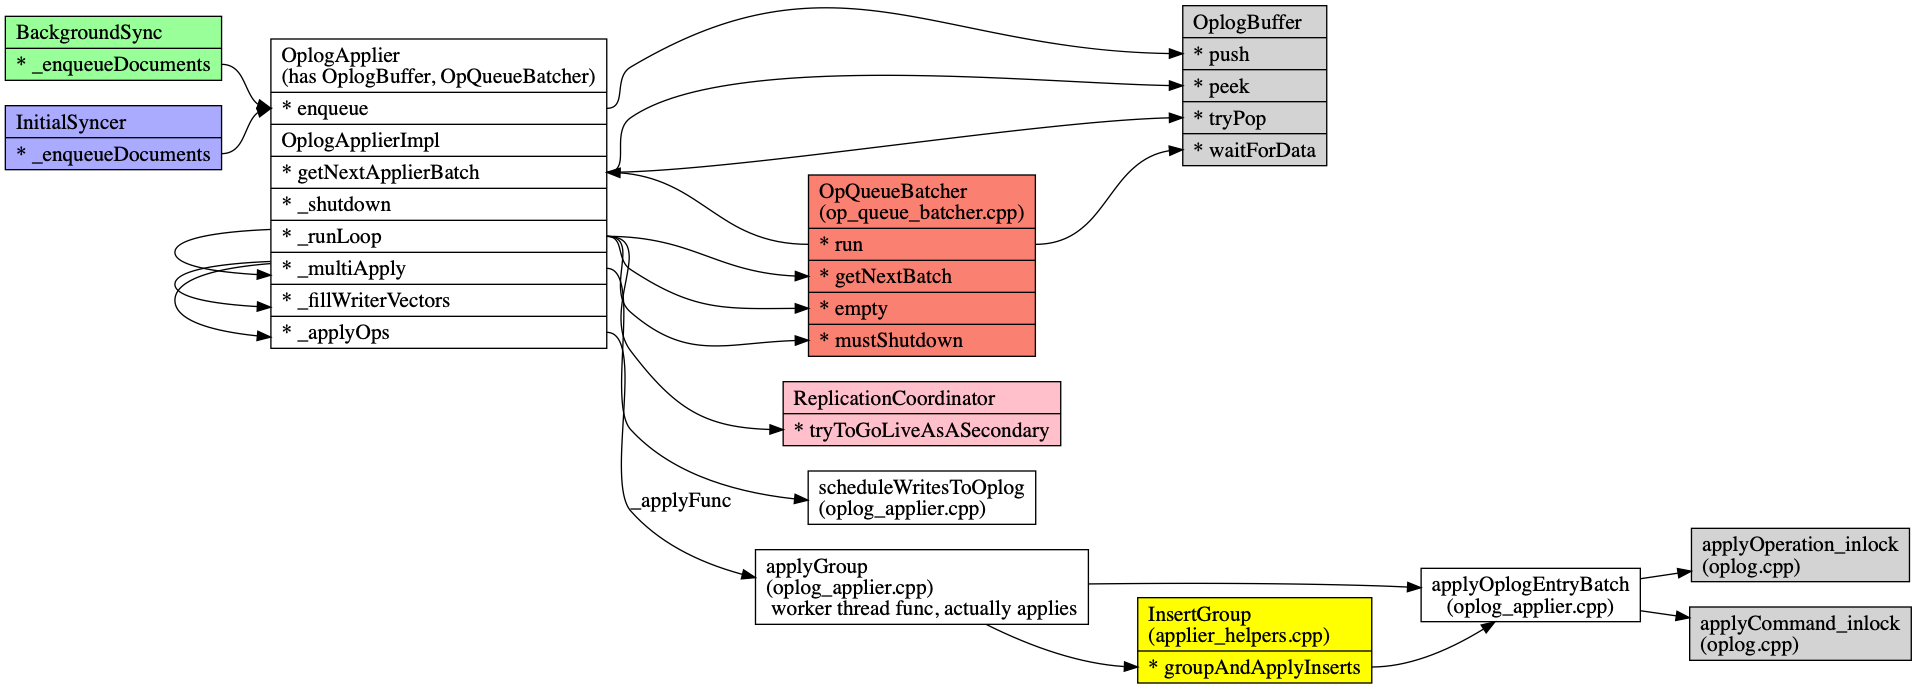 BackgroundSync
* _enqueueDocuments
InitialSyncer
* _enqueueDocuments
OplogApplier
(has OplogBuffer, OpQueueBatcher)
* enqueue
OplogApplierImpl
* getNextApplierBatch
* _shutdown
* _runLoop
* _multiApply
* _fillWriterVectors
* _applyOps
OplogBuffer
* push
* peek
* tryPop
* waitForData
OpQueueBatcher
(op_queue_batcher.cpp)
* run
* getNextBatch
* empty
* mustShutdown
ReplicationCoordinator
* tryToGoLiveAsASecondary
scheduleWritesToOplog
(oplog_applier.cpp)
_applyFunc
applyGroup
(oplog_applier.cpp)
worker thread func, actually applies
InsertGroup
(applier_helpers.cpp)
* groupAndApplyInserts
applyOplogEntryBatch
(oplog_applier.cpp)
applyOperation_inlock
(oplog.cpp)
applyCommand_inlock
(oplog.cpp)